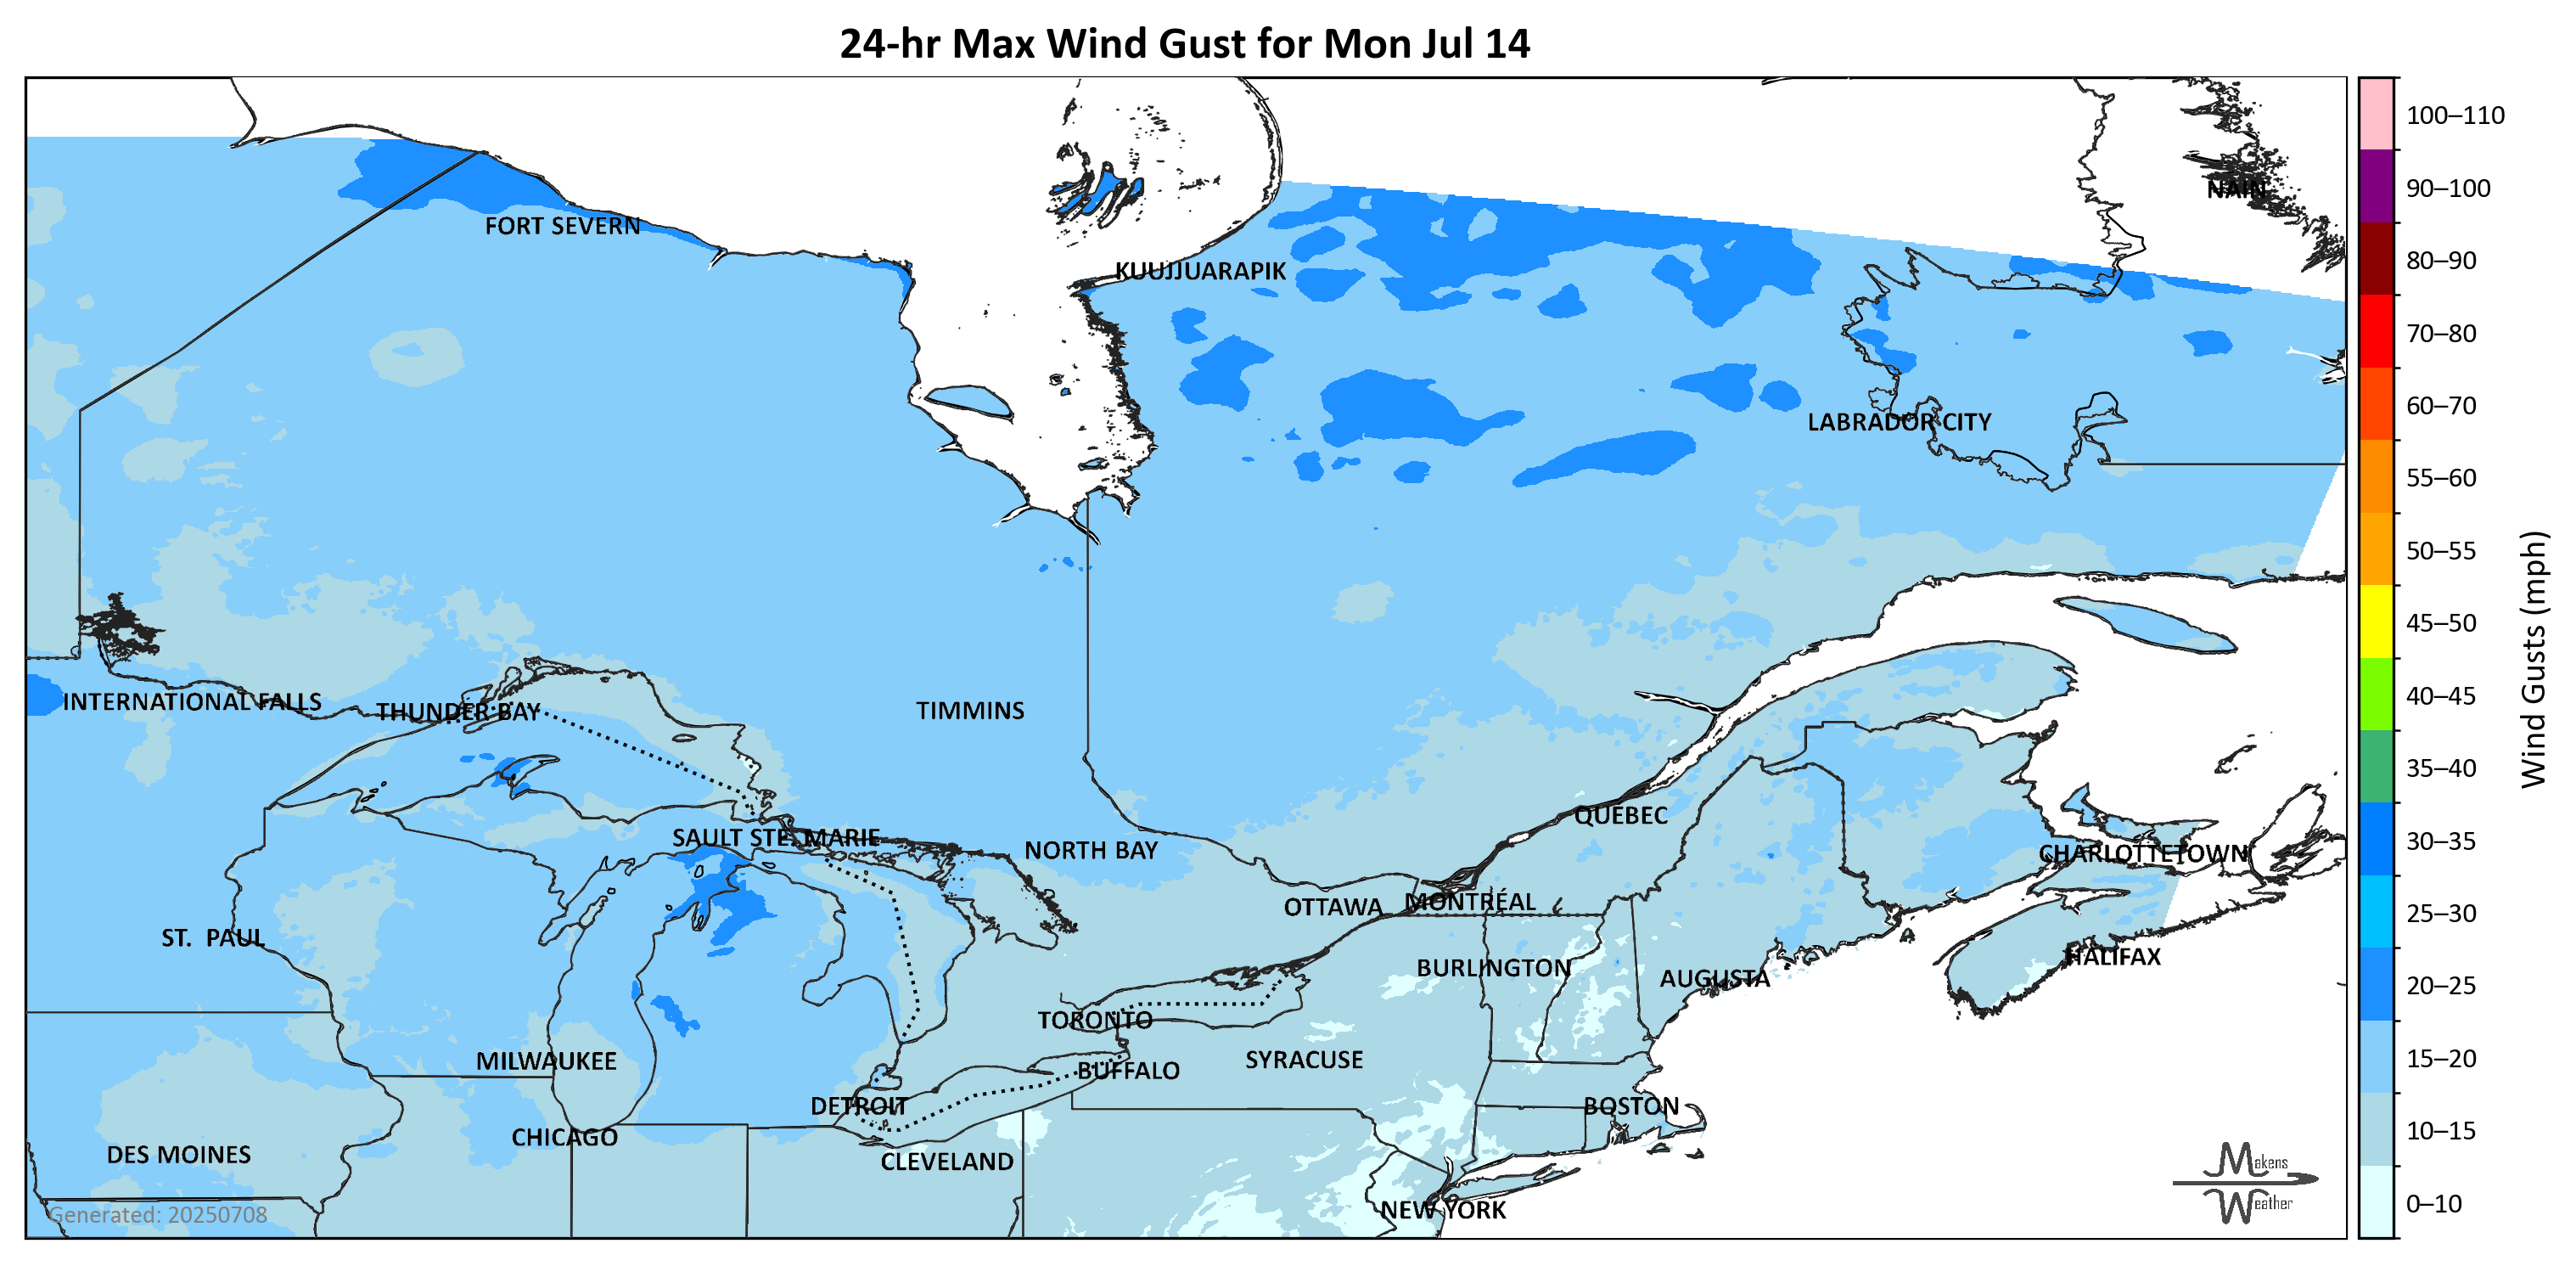 24-hr Max Wind Gust for Mon Jul 14
100–110
90–100
80–90
70–80
60–70
55–60
50–55
45–50
40–45
35–40
30–35
25–30
20–25
15–20
10–15
0–10
Wind Gusts (mph)
NAIN
FORT SEVERN
KUUJJUARAPIK
LABRADOR CITY
INTERNATIONAL FALLS
THUNDER BAY
TIMMINS
QUEBEC
SAULT STE. MARIE
NORTH BAY
CHARLOTTETOWN
OTTAWA
MONTRÉAL
ST. PAUL
HALIFAX
BURLINGTON
AUGUSTA
TORONTO
MILWAUKEE
SYRACUSE
BUFFALO
DETROIT
BOSTON
CHICAGO
DES MOINES
CLEVELAND
NEW YORK
Generated: 20250708
Makens
Weather